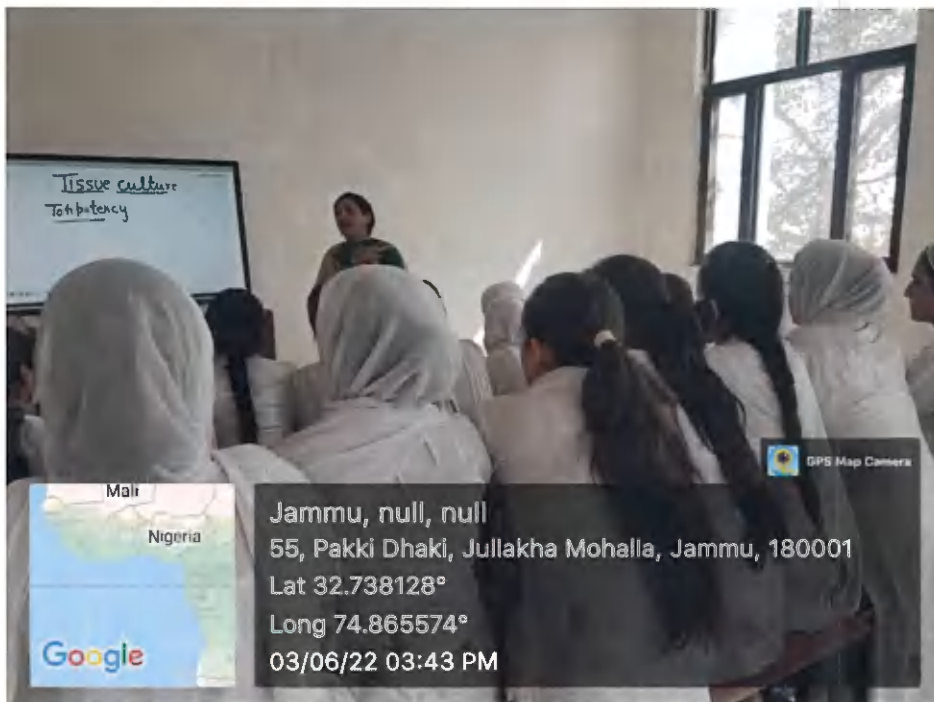 Tissue culture
Totipotency
GPS Map Camera
Mali
Nigeria
Google
Jammu, null, null
55, Pakki Dhaki, Jullakha Mohalla, Jammu, 180001
Lat 32.738128°
Long 74.865574°
03/06/22 03:43 PM